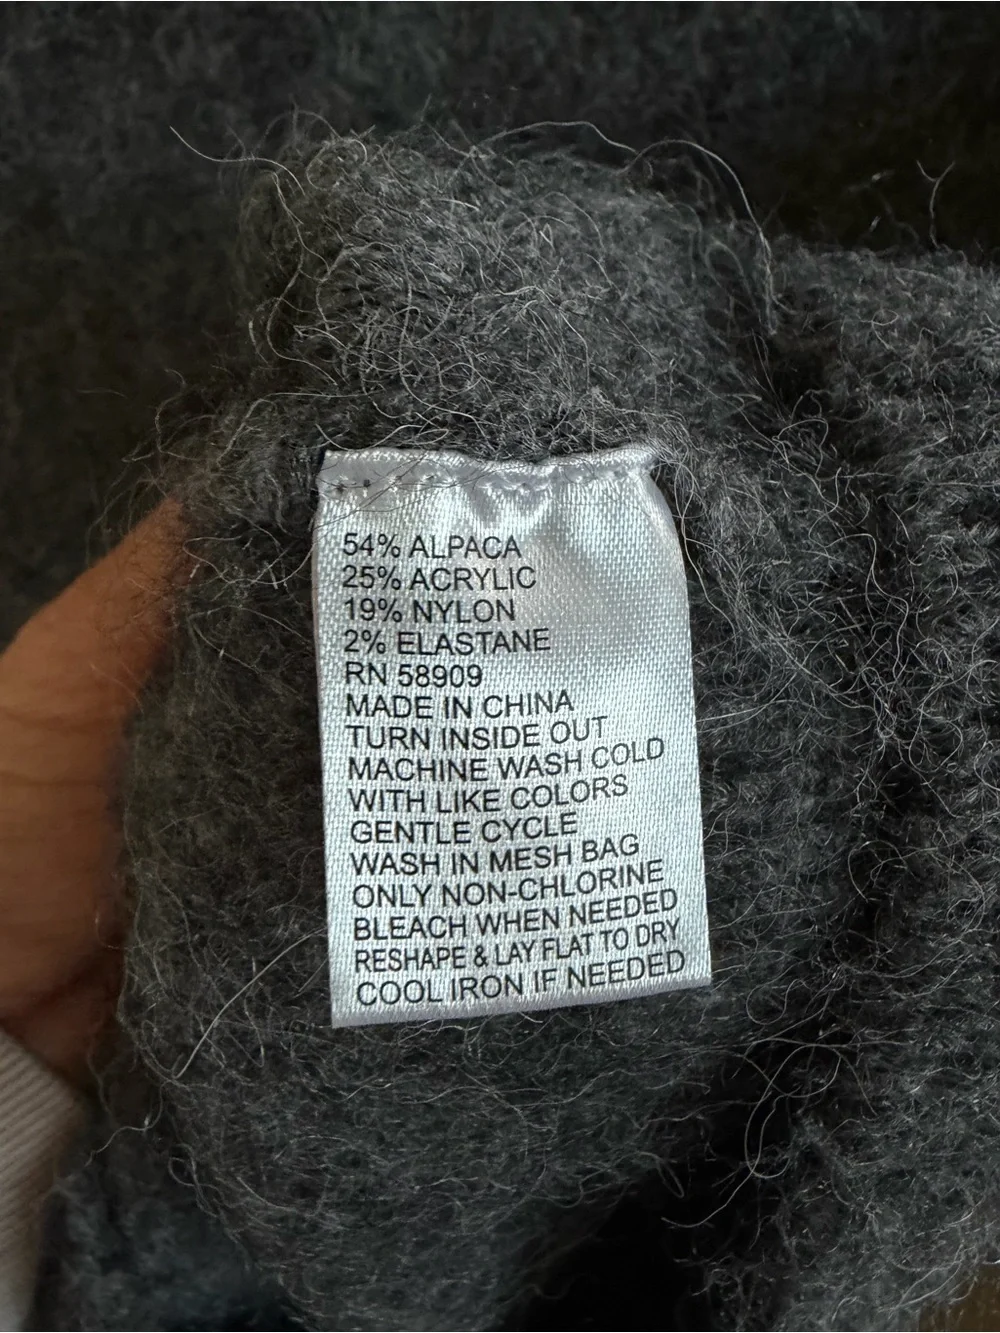 54% ALPACA
25% ACRYLIC
19% NYLON
2% ELASTANE
RN 58909
MADE IN CHINA
TURN INSIDE OUT
MACHINE WASH COLD
WITH LIKE COLORS
GENTLE CYCLE
WASH IN MESH BAG
ONLY NON-CHLORINE
BLEACH WHEN NEEDED
RESHAPE & LAY FLAT TO DRY
COOL IRON IF NEEDED